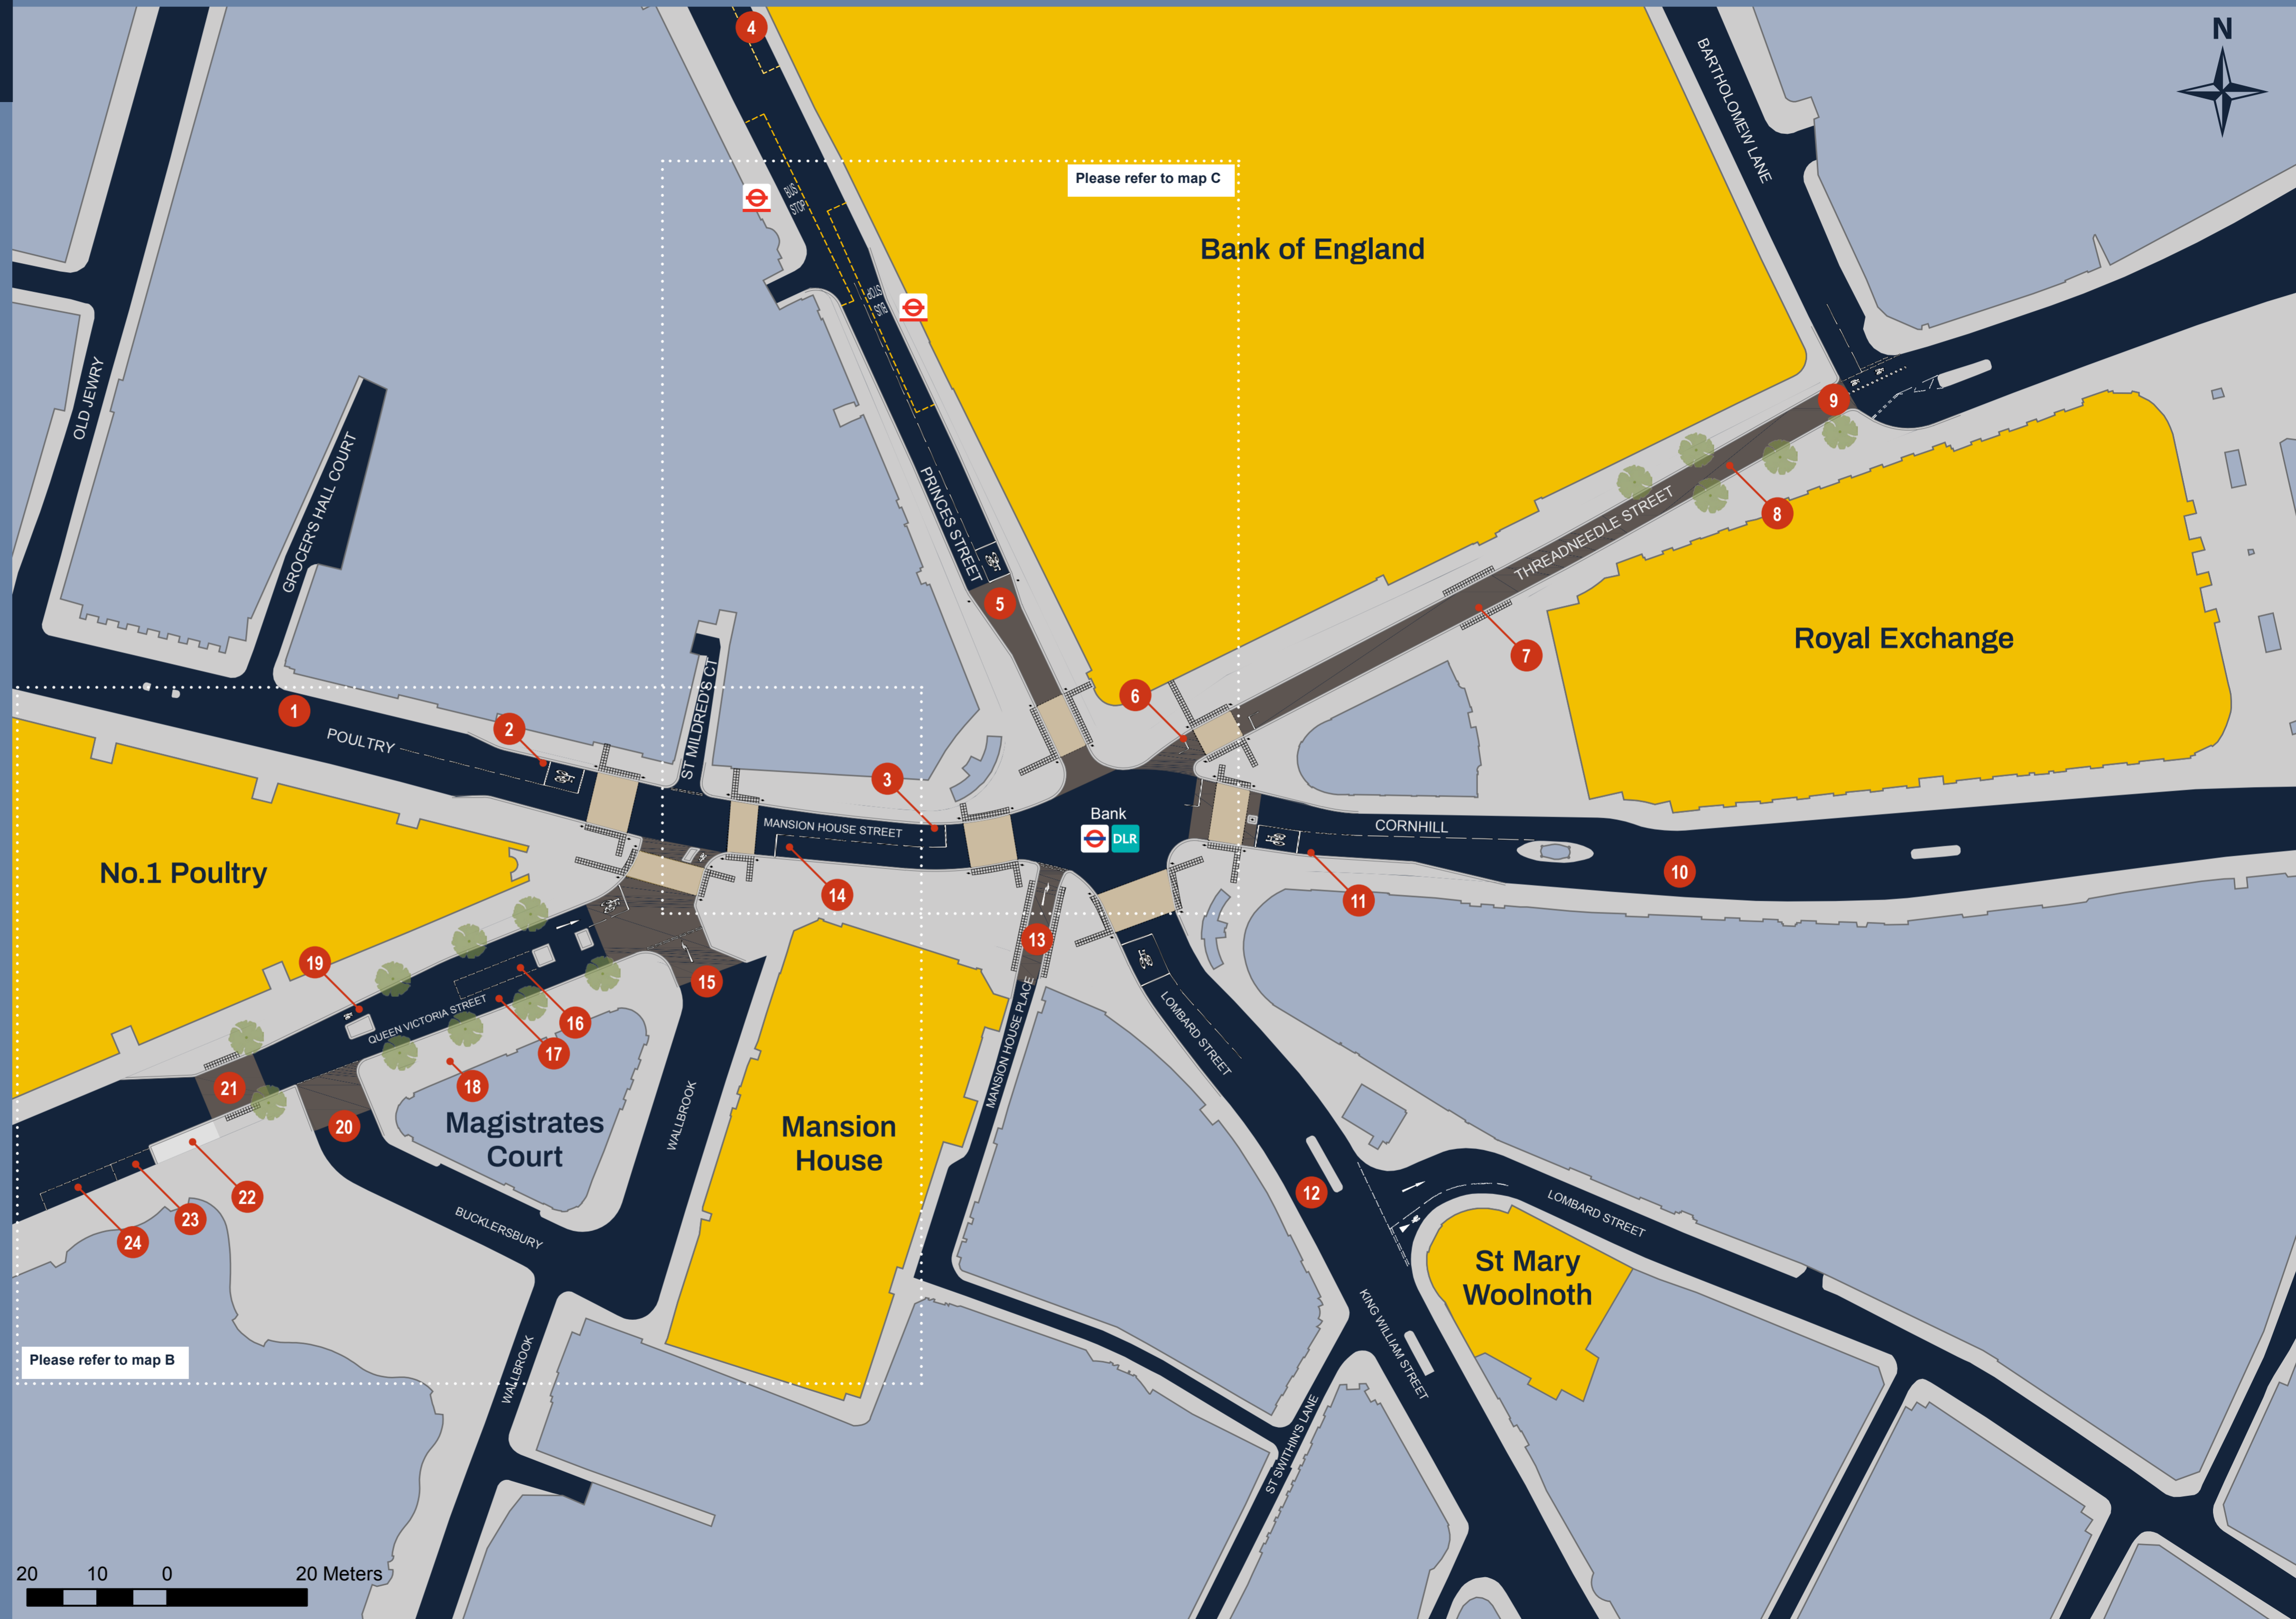 4
N
BARTHOLOMEW LANE
Please refer to map C
BUS
STOP
Bank of England
BUS
STOP
OLD JEWRY
9
GROCER'S HALL COURT
PRINCES STREET
THREADNEEDLE STREET
8
5
Royal Exchange
7
ST MILDRED'S CT
6
1
2
POULTRY
3
MANSION HOUSE STREET
Bank
DLR
CORNHILL
No.1 Poultry
10
14
11
13
19
15
QUEEN VICTORIA STREET
16
17
MANSION HOUSE PLACE
LOMBARD STREET
18
21
20
Magistrates
Court
WALLBROOK
Mansion
House
22
23
24
12
BUCKLERSBURY
LOMBARD STREET
St Mary
Woolnoth
KING WILLIAM STREET
Please refer to map B
WALLBROOK
ST SWITHIN'S LANE
20 10 0 20 Meters